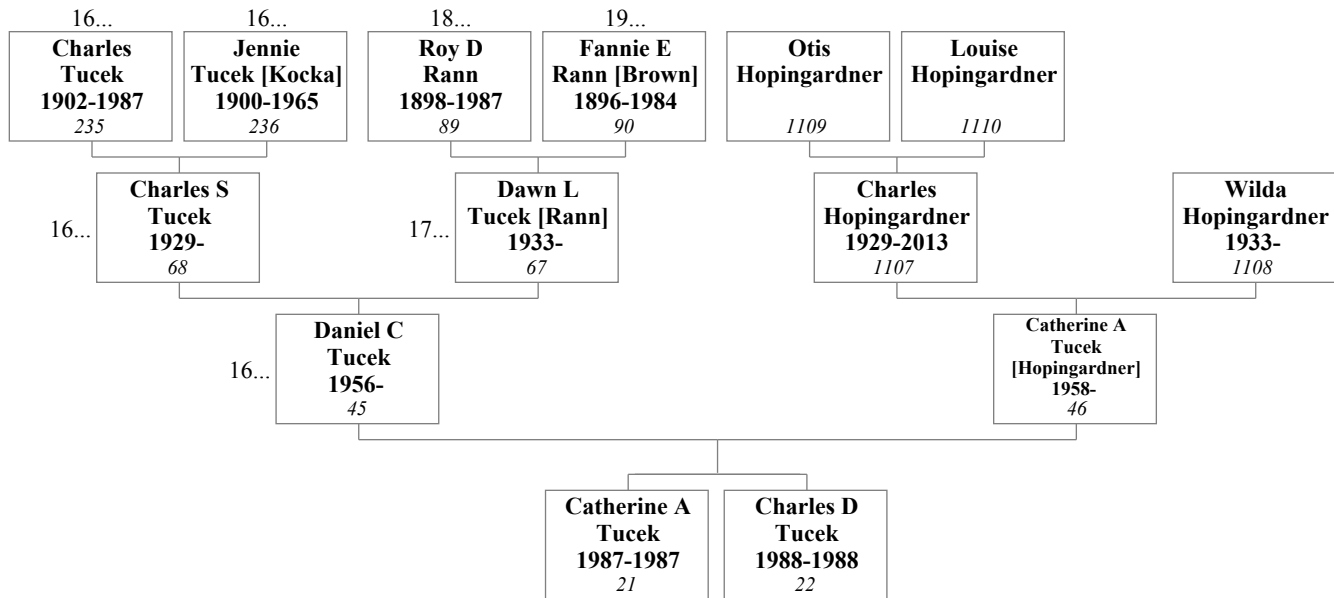 16...
16...
18...
19...
Charles
Tucek
1902-1987
235
Jennie
Tucek [Kocka]
1900-1965
236
Roy D
Rann
1898-1987
89
Fannie E
Rann [Brown]
1896-1984
90
Otis
Hopingardner
1109
Louise
Hopingardner
1110
16...
Charles S
Tucek
1929-
68
17...
Dawn L
Tucek [Rann]
1933-
67
Charles
Hopingardner
1929-2013
1107
Wilda
Hopingardner
1933-
1108
16...
Daniel C
Tucek
1956-
45
Catherine A
Tucek
[Hopingardner]
1958-
46
Catherine A
Tucek
1987-1987
21
Charles D
Tucek
1988-1988
22